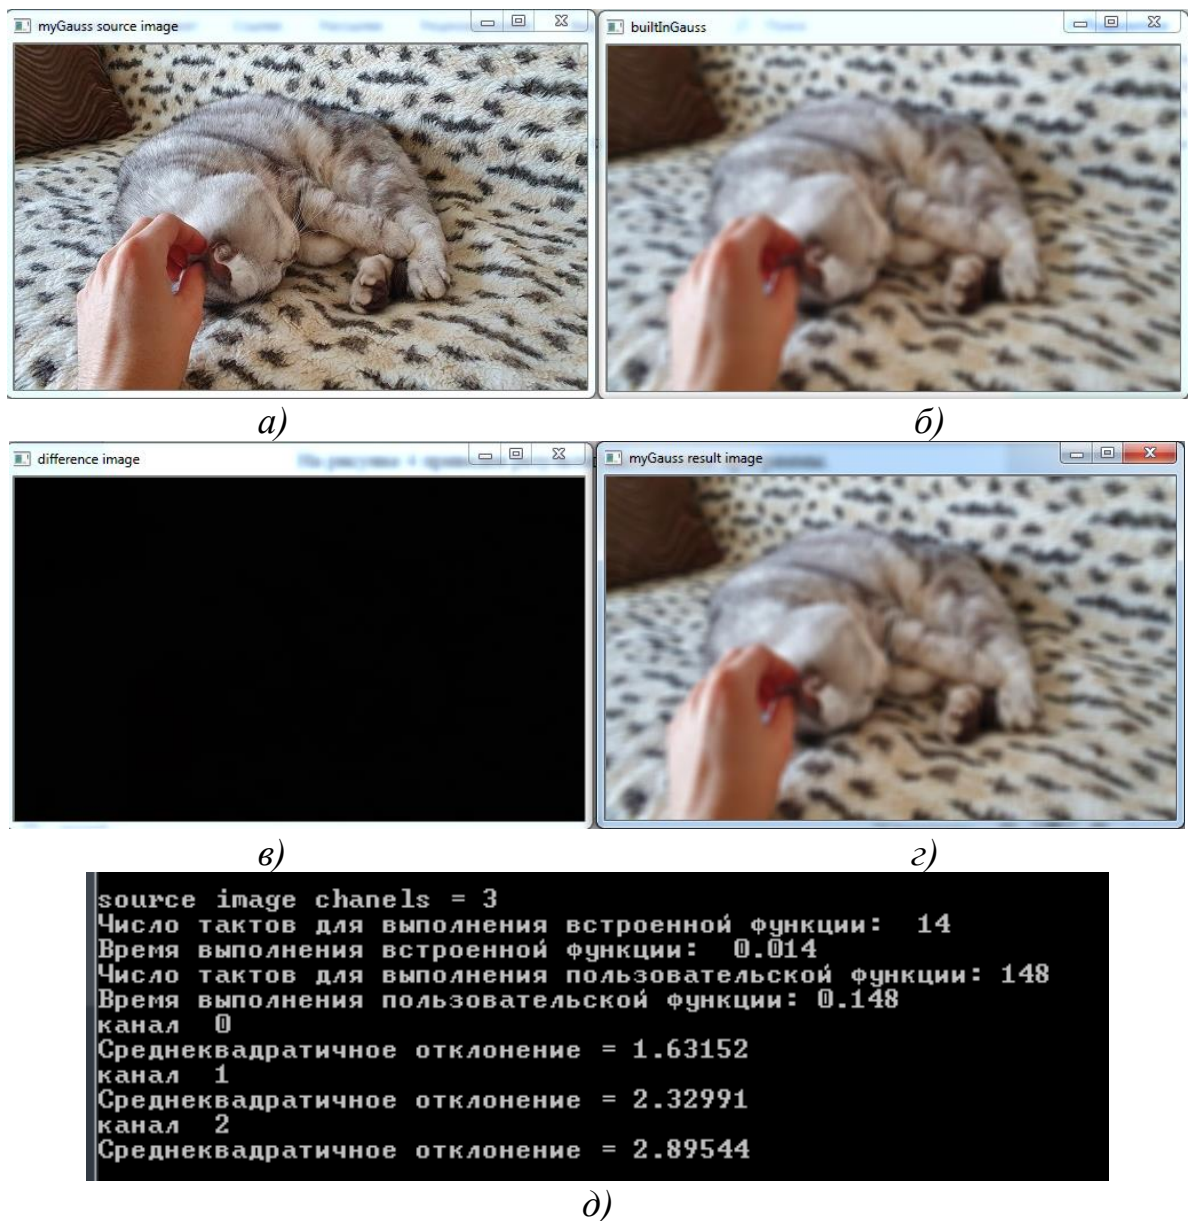 myGauss source image
builtInGauss
а)
б)
difference image
myGauss result image
в)
г)
source image chanels = 3
Число тактов для выполнения встроенной функции: 14
Время выполнения встроенной функции: 0.014
Число тактов для выполнения пользовательской функции: 148
Время выполнения пользовательской функции: 0.148
канал 0
Среднеквадратичное отклонение = 1.63152
канал 1
Среднеквадратичное отклонение = 2.32991
канал 2
Среднеквадратичное отклонение = 2.89544
д)